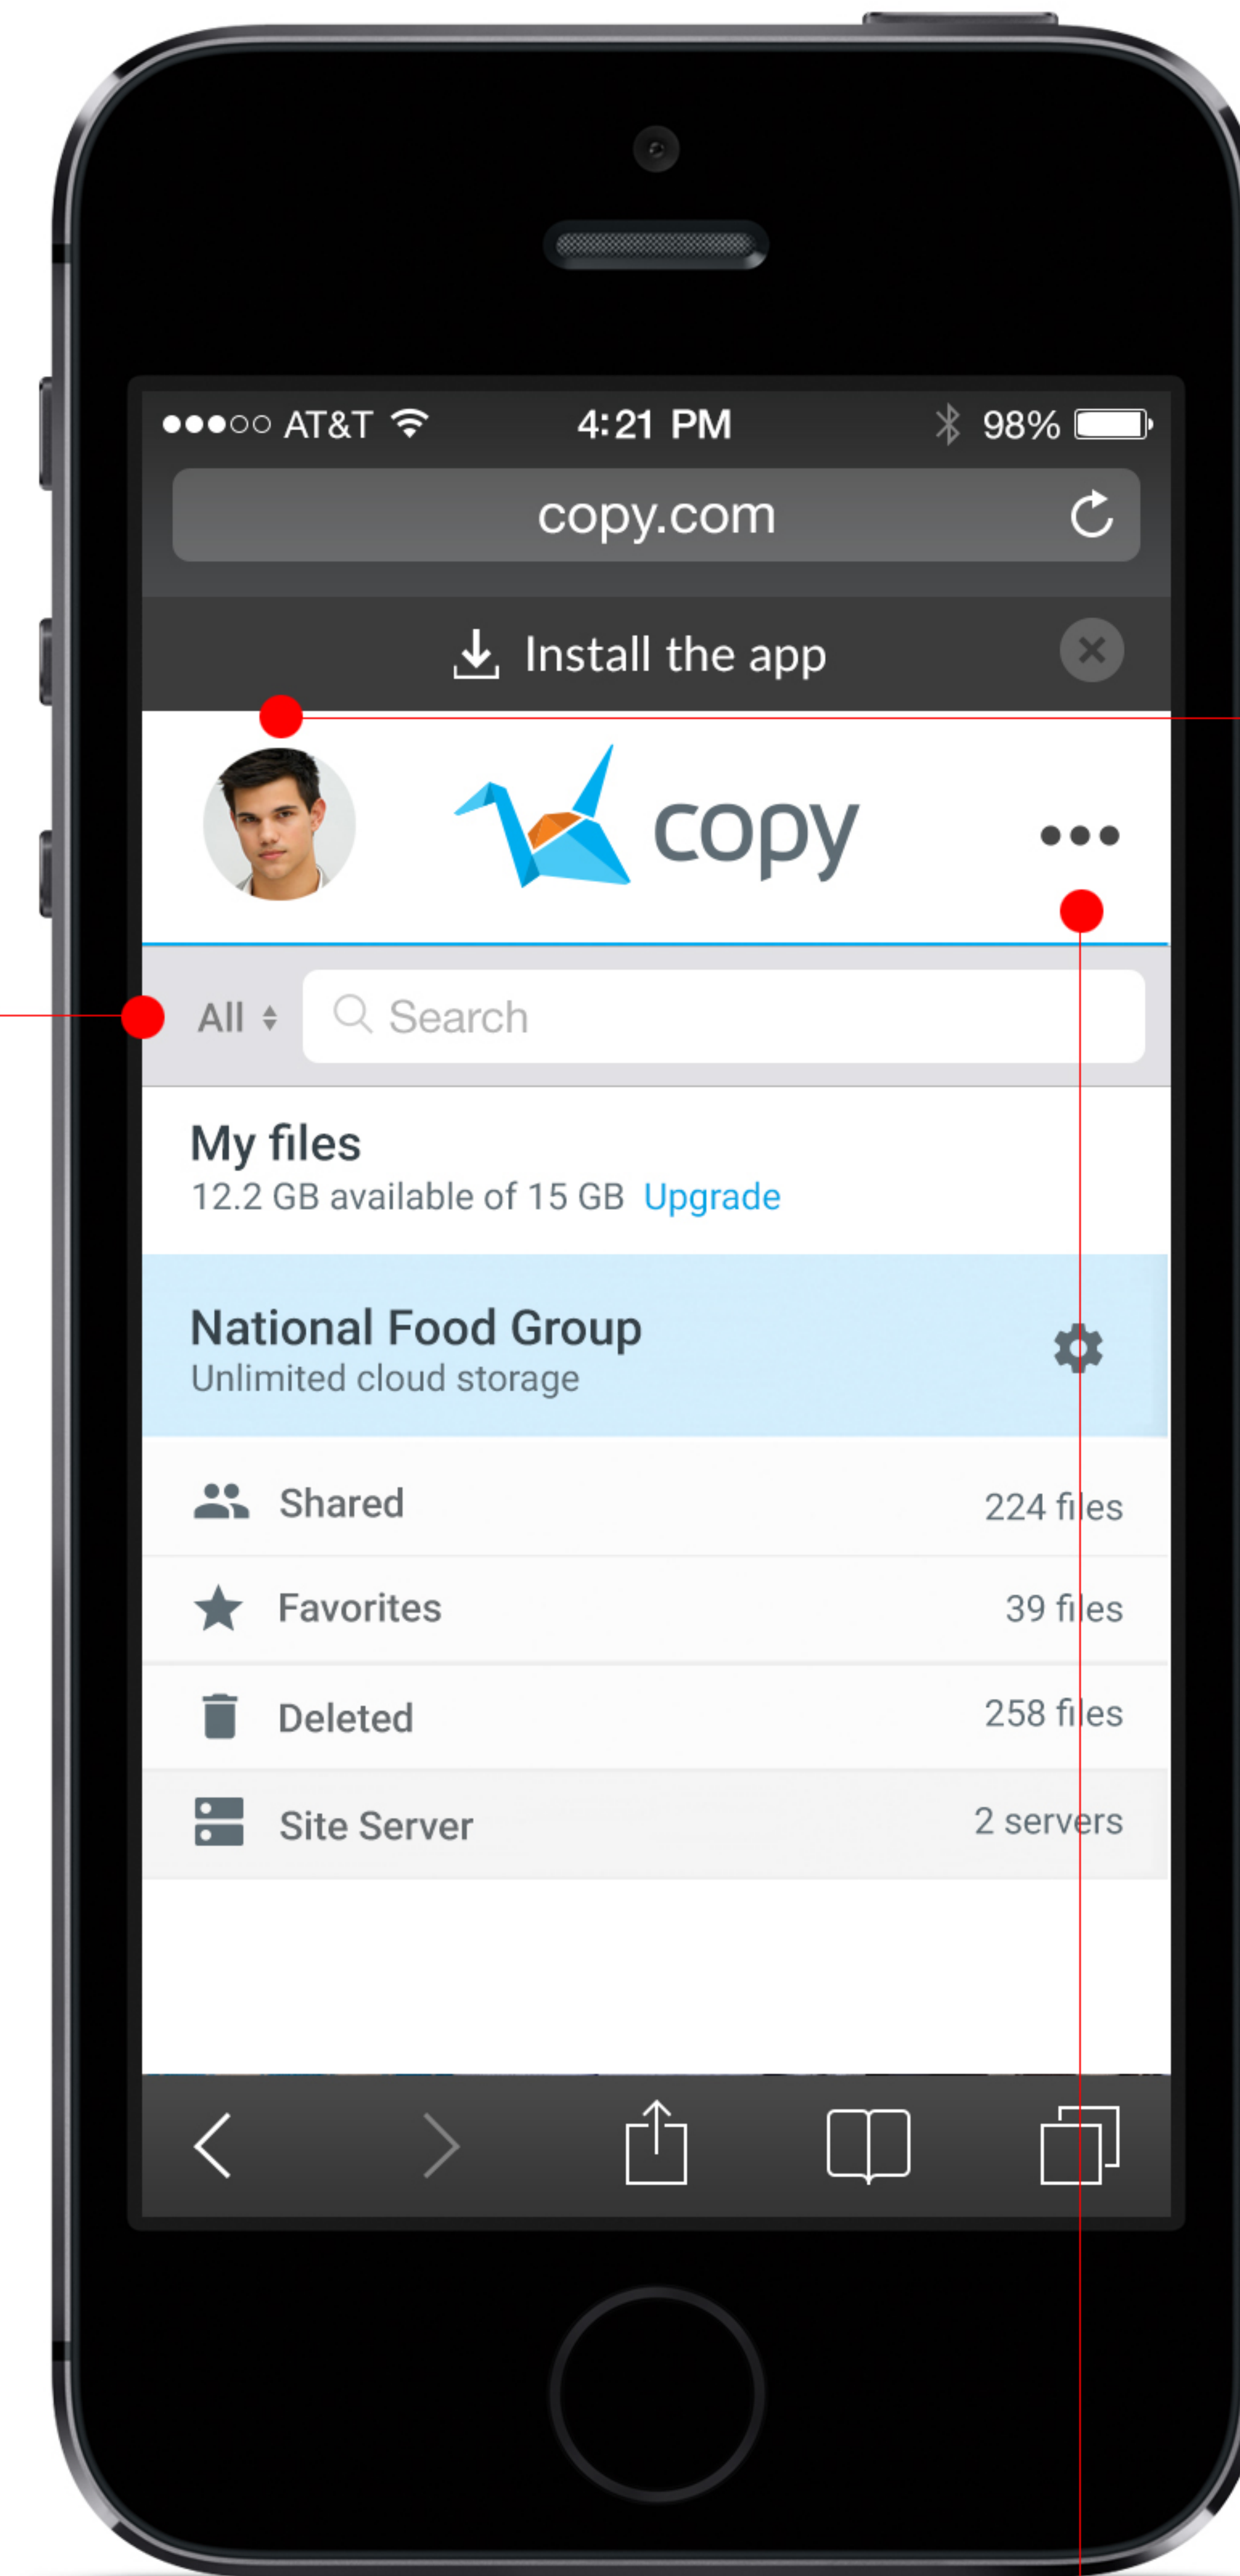 AT&T 4:21 PM 98%
copy.com
Install the app
copy
All Search
My files
12.2 GB available of 15 GB Upgrade
National Food Group
Unlimited cloud storage
Shared 224 files
Favorites 39 files
Deleted 258 files
Site Server 2 servers